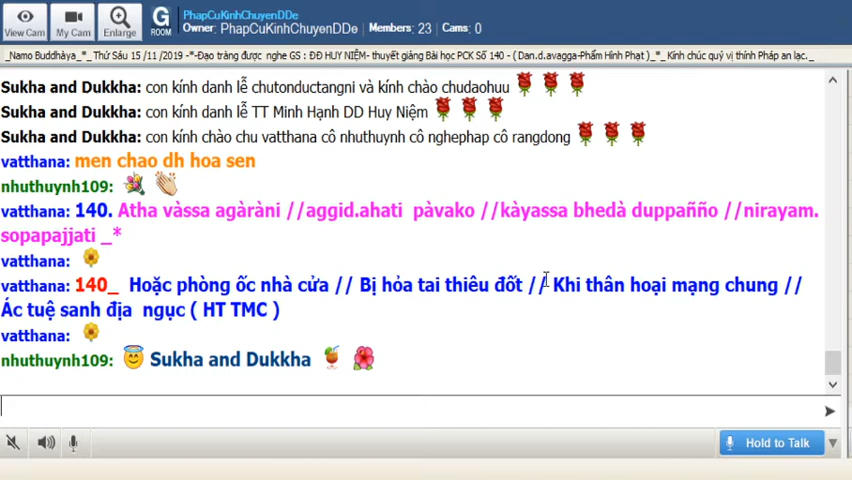 PhapCuKinhChuyenDDe
Owner: PhapCuKinhChuyenDDe Members: 23 Cams: 0
View Cam My Cam Enlarge G ROOM
_Namo Buddhàya_*_ Thứ Sáu 15 /11 /2019 -*-Đạo tràng được nghe GS : ĐĐ HUY NIỆM- thuyết giảng Bài học PCK Số 140 - ( Dan.d.avagga-Phẩm Hình Phạt )_*_ Kính chúc quý vị thính Pháp an lạc._
Sukha and Dukkha: con kính danh lễ chutonductangni và kính chào chudaohuu
Sukha and Dukkha: con kính danh lễ TT Minh Hạnh DD Huy Niệm
Sukha and Dukkha: con kính chào chu vatthana cô nhuthuynh cô nghephap cô rangdong
vatthana: men chao dh hoa sen
nhuthuynh109:
vatthana: 140. Atha vàssa agàràni //aggid.ahati pàvako //kàyassa bhedà duppañño //nirayam.
sopapajjati _*
vatthana:
vatthana: 140_ Hoặc phòng ốc nhà cửa // Bị hỏa tai thiêu đốt // Khi thân hoại mạng chung //
Ác tuệ sanh địa ngục ( HT TMC )
vatthana:
nhuthuynh109: Sukha and Dukkha
Hold to Talk